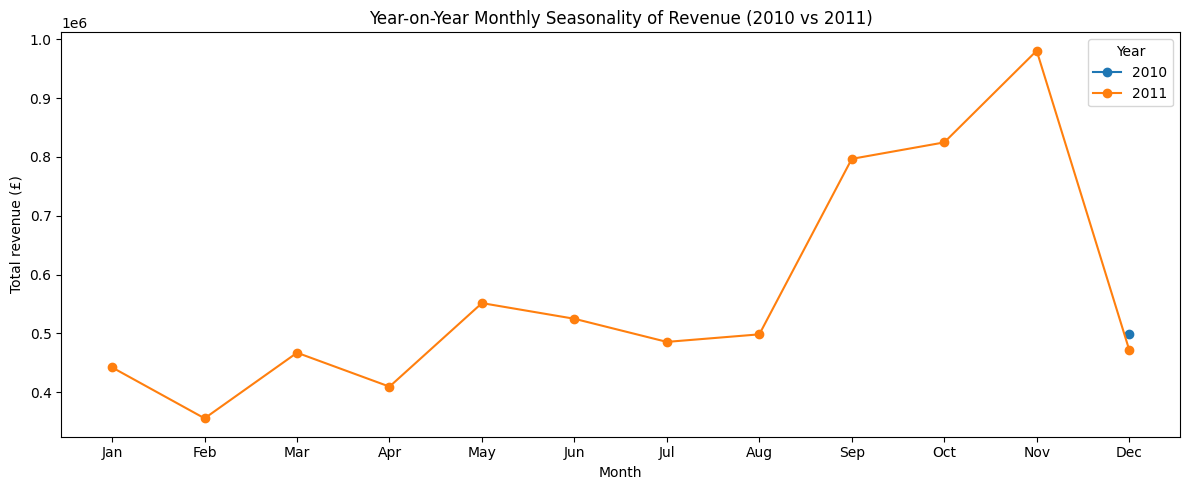 Year-on-Year Monthly Seasonality of Revenue (2010 vs 2011)
1e6
1.0
0.9
0.8
0.7
0.6
0.5
0.4
Total revenue (£)
Year
2010
2011
Jan Feb Mar Apr May Jun Jul Aug Sep Oct Nov Dec
Month